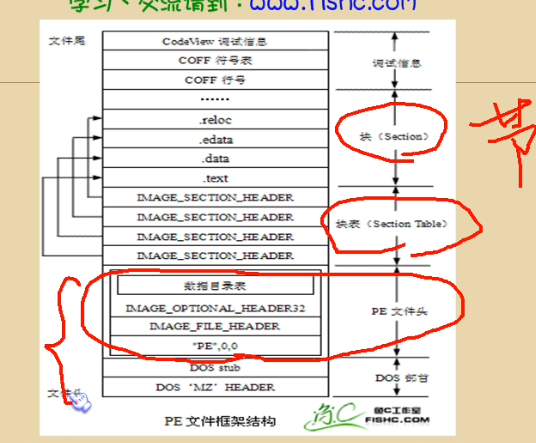 学习、交流请到：www.fishc.com
文件尾
CodeView 调试信息
COFF 符号表
COFF 行号
……
.reloc
.edata
.data
.text
IMAGE_SECTION_HEADER
IMAGE_SECTION_HEADER
IMAGE_SECTION_HEADER
IMAGE_SECTION_HEADER
数据目录表
IMAGE_OPTIONAL_HEADER32
IMAGE_FILE_HEADER
"PE",0,0
DOS stub
DOS 'MZ' HEADER
调试信息
块（Section）
节
块表（Section Table）
PE 文件头
DOS 部首
文件
PE 文件框架结构
鱼C工作室
FISHC.COM